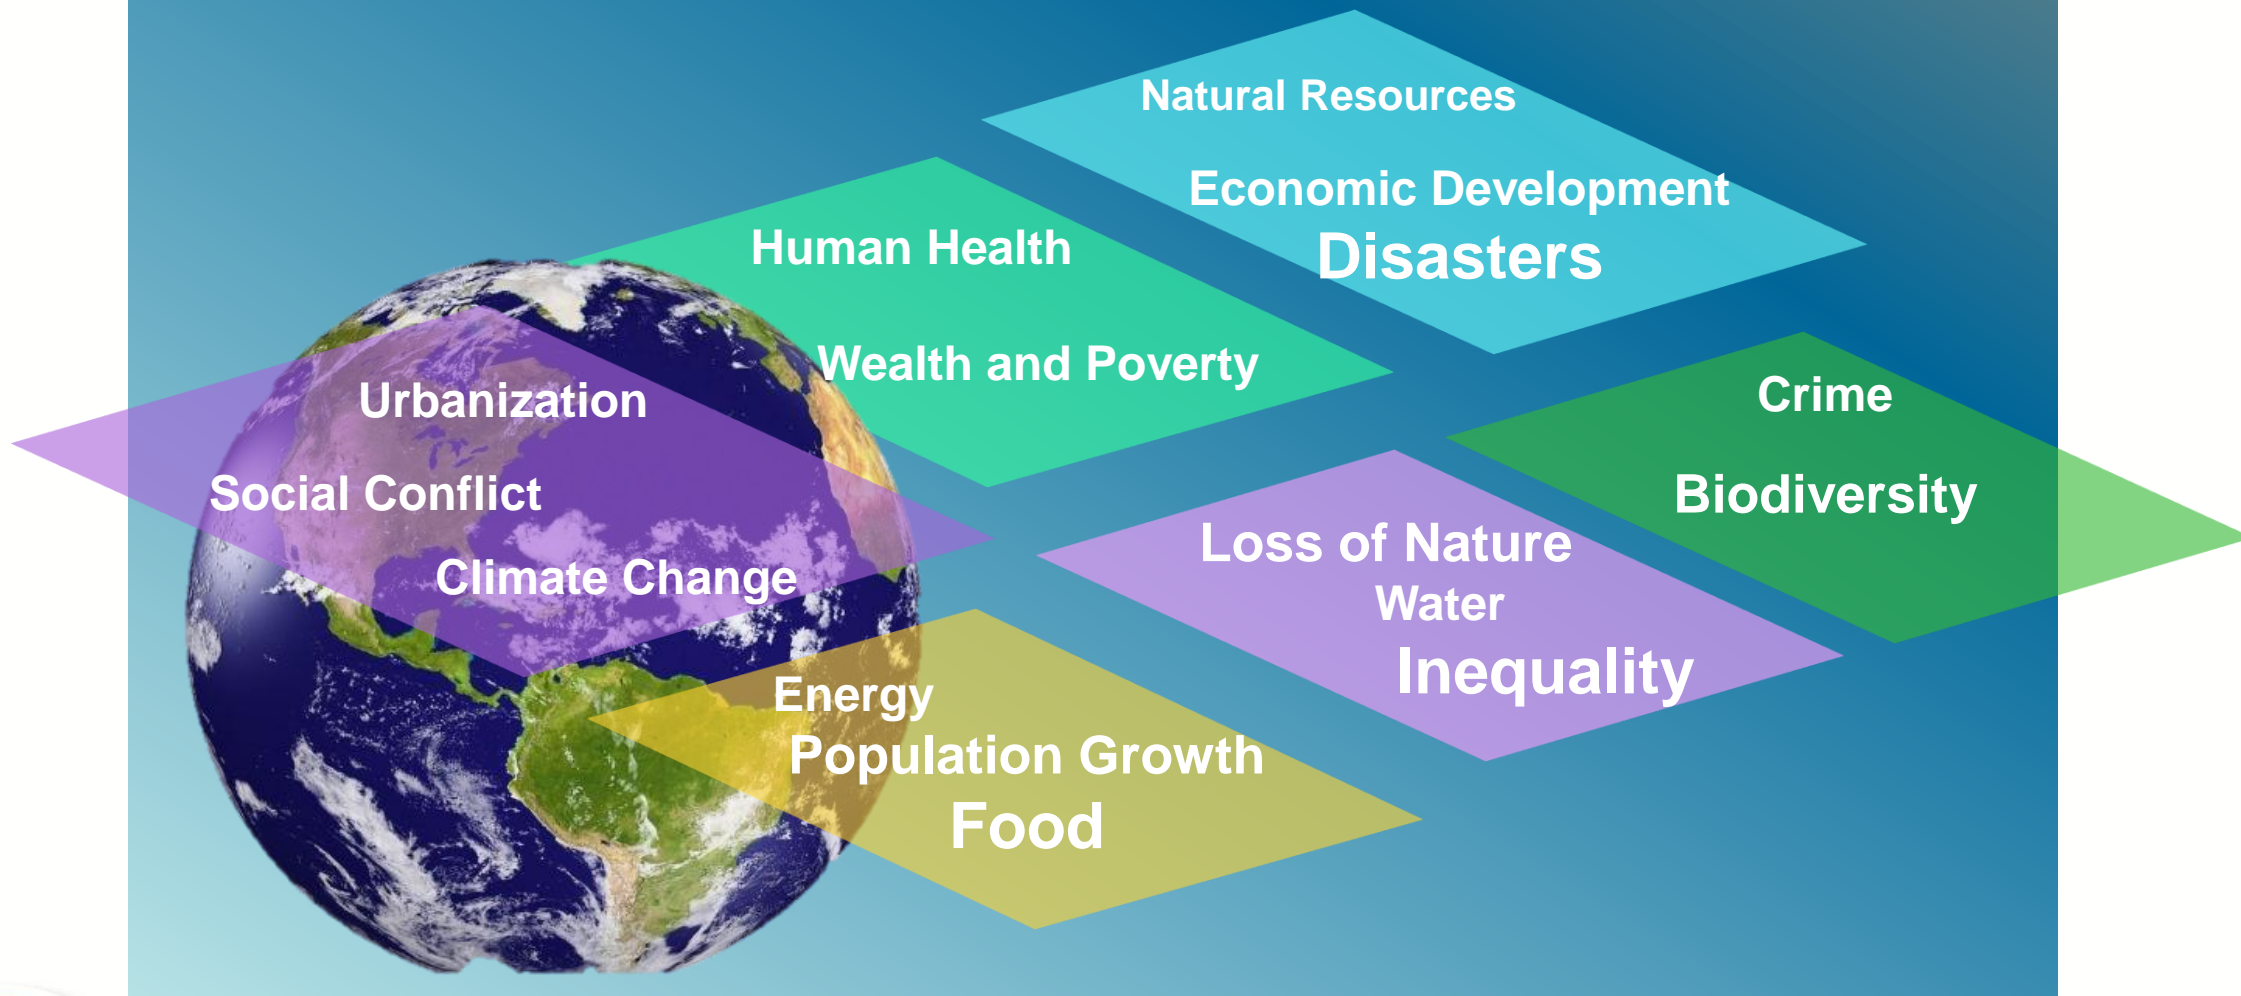 Natural Resources
Economic Development
Disasters
Human Health
Wealth and Poverty
Urbanization
Social Conflict
Climate Change
Crime
Biodiversity
Loss of Nature
Water
Inequality
Energy
Population Growth
Food